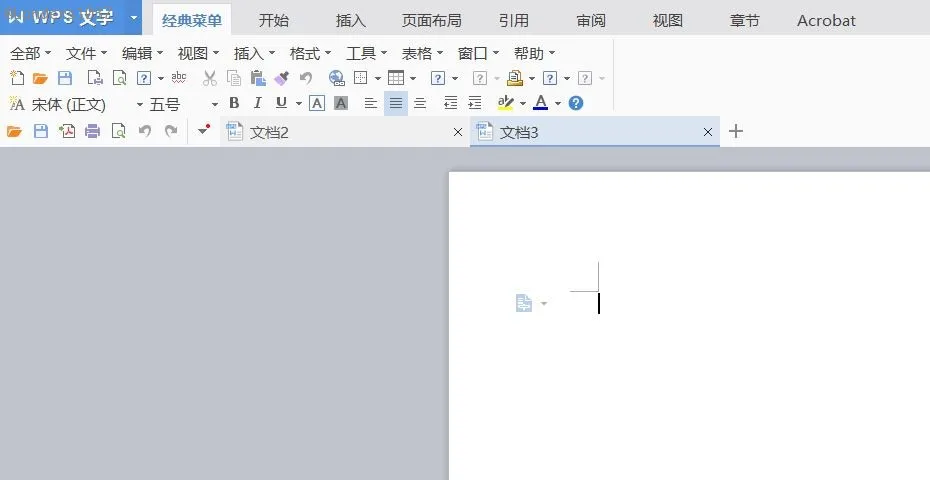 WPS 文字 经典菜单 开始 插入 页面布局 引用 审阅 视图 章节 Acrobat
全部 文件 编辑 视图 插入 格式 工具 表格 窗口 帮助
abc
宋体 (正文) 五号 B I U A A ab A
文档2 文档3